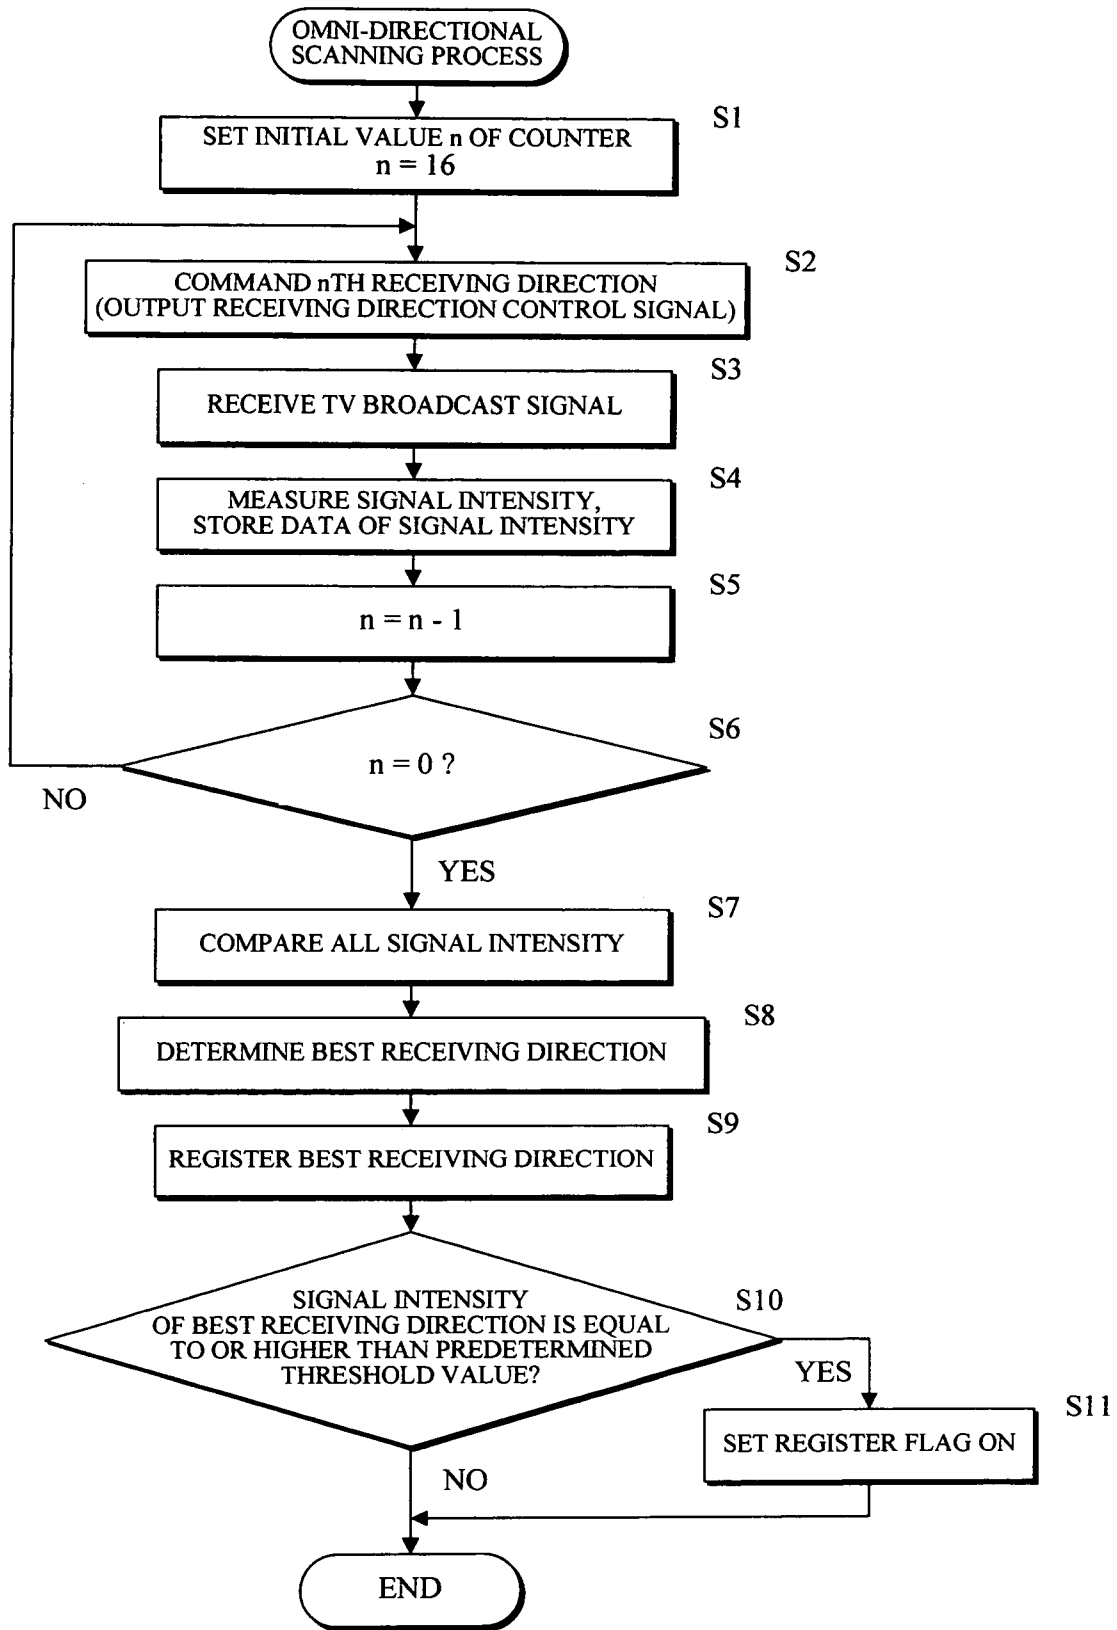 OMNI-DIRECTIONAL
SCANNING PROCESS
S1
SET INITIAL VALUE n OF COUNTER
n = 16
S2
COMMAND nTH RECEIVING DIRECTION
(OUTPUT RECEIVING DIRECTION CONTROL SIGNAL)
S3
RECEIVE TV BROADCAST SIGNAL
S4
MEASURE SIGNAL INTENSITY,
STORE DATA OF SIGNAL INTENSITY
S5
n = n - 1
S6
n = 0 ?
NO
YES
S7
COMPARE ALL SIGNAL INTENSITY
S8
DETERMINE BEST RECEIVING DIRECTION
S9
REGISTER BEST RECEIVING DIRECTION
S10
SIGNAL INTENSITY
OF BEST RECEIVING DIRECTION IS EQUAL
TO OR HIGHER THAN PREDETERMINED
THRESHOLD VALUE?
YES
S11
SET REGISTER FLAG ON
NO
END